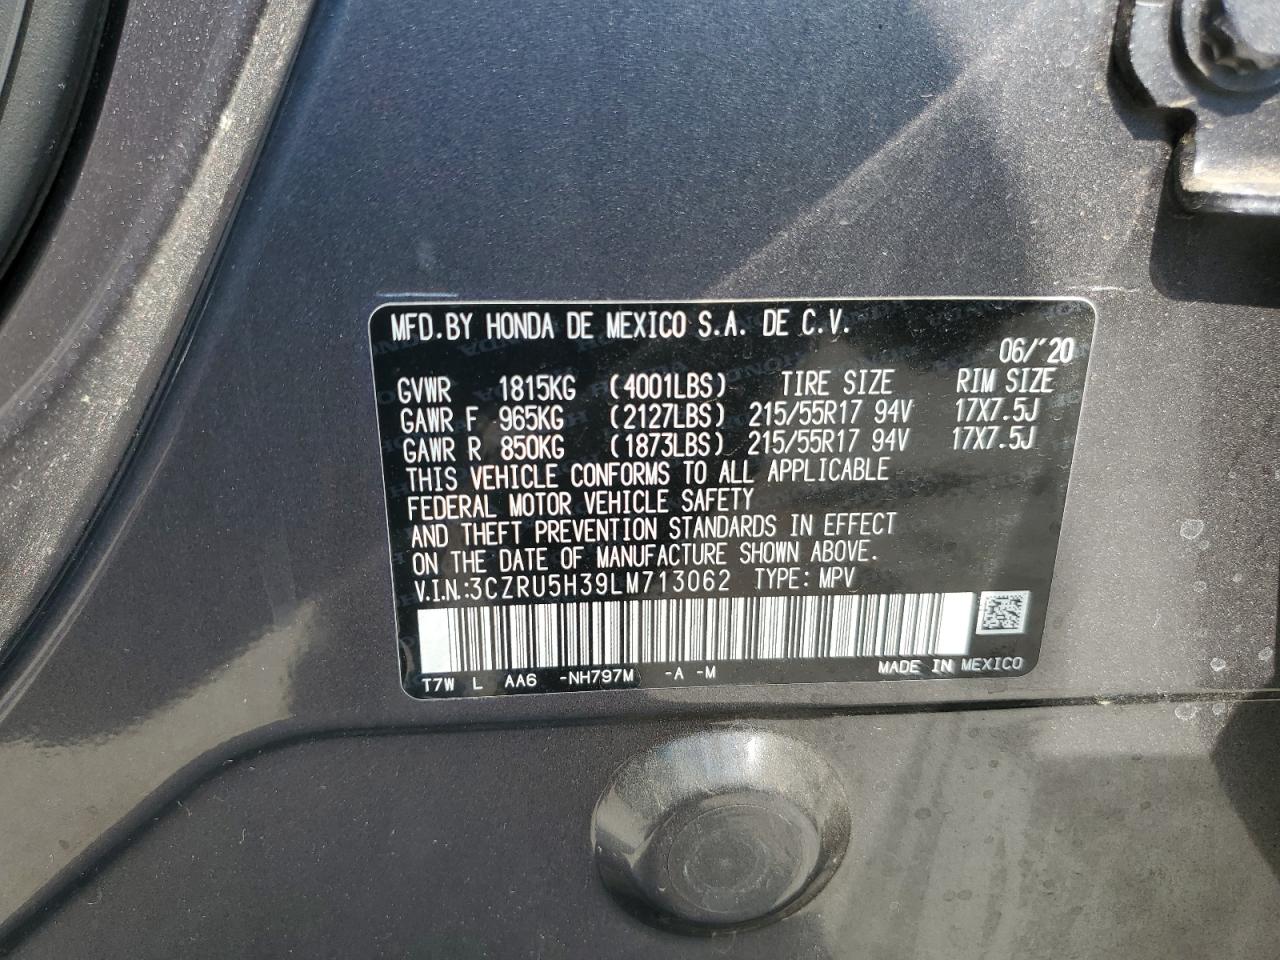 MFD.BY HONDA DE MEXICO S.A. DE C.V.
06/'20
GVWR 1815KG (4001LBS) TIRE SIZE RIM SIZE
GAWR F 965KG (2127LBS) 215/55R17 94V 17X7.5J
GAWR R 850KG (1873LBS) 215/55R17 94V 17X7.5J
THIS VEHICLE CONFORMS TO ALL APPLICABLE
FEDERAL MOTOR VEHICLE SAFETY
AND THEFT PREVENTION STANDARDS IN EFFECT
ON THE DATE OF MANUFACTURE SHOWN ABOVE.
V.I.N.:3CZRU5H39LM713062 TYPE: MPV
T7W L AA6 -NH797M -A -M MADE IN MEXICO